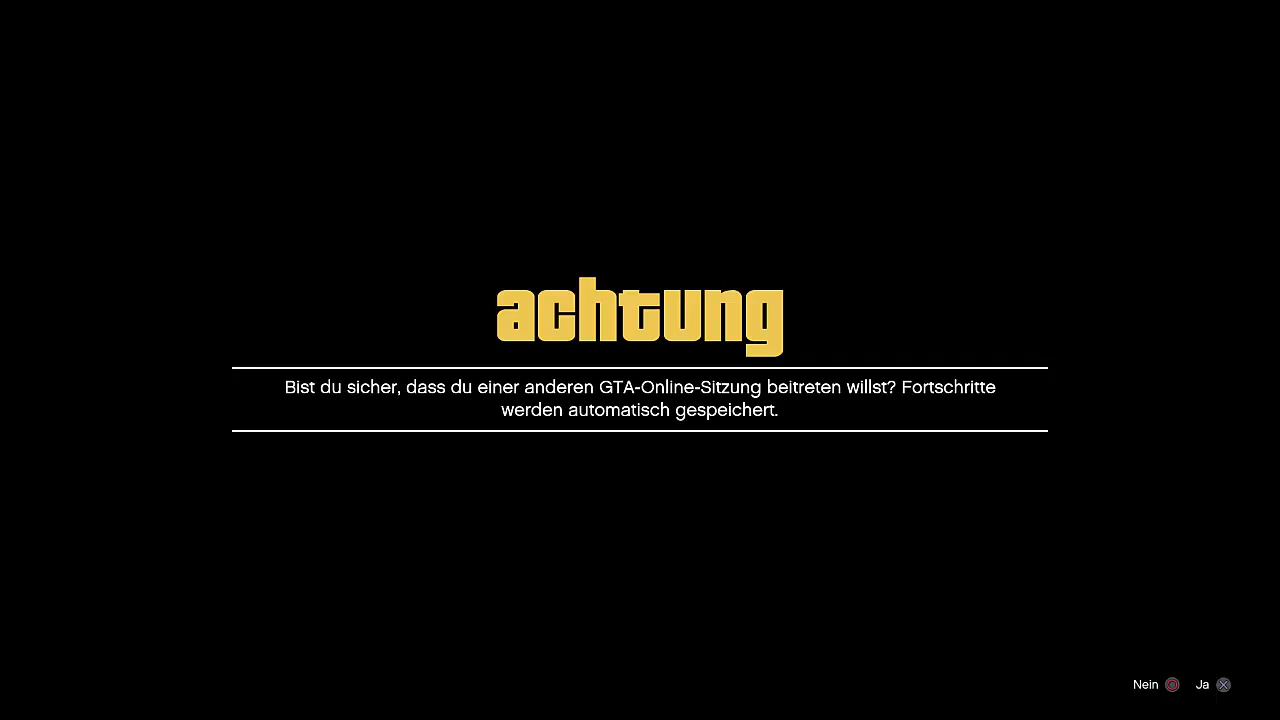 achtung
Bist du sicher, dass du einer anderen GTA-Online-Sitzung beitreten willst? Fortschritte
werden automatisch gespeichert.
Nein Ja